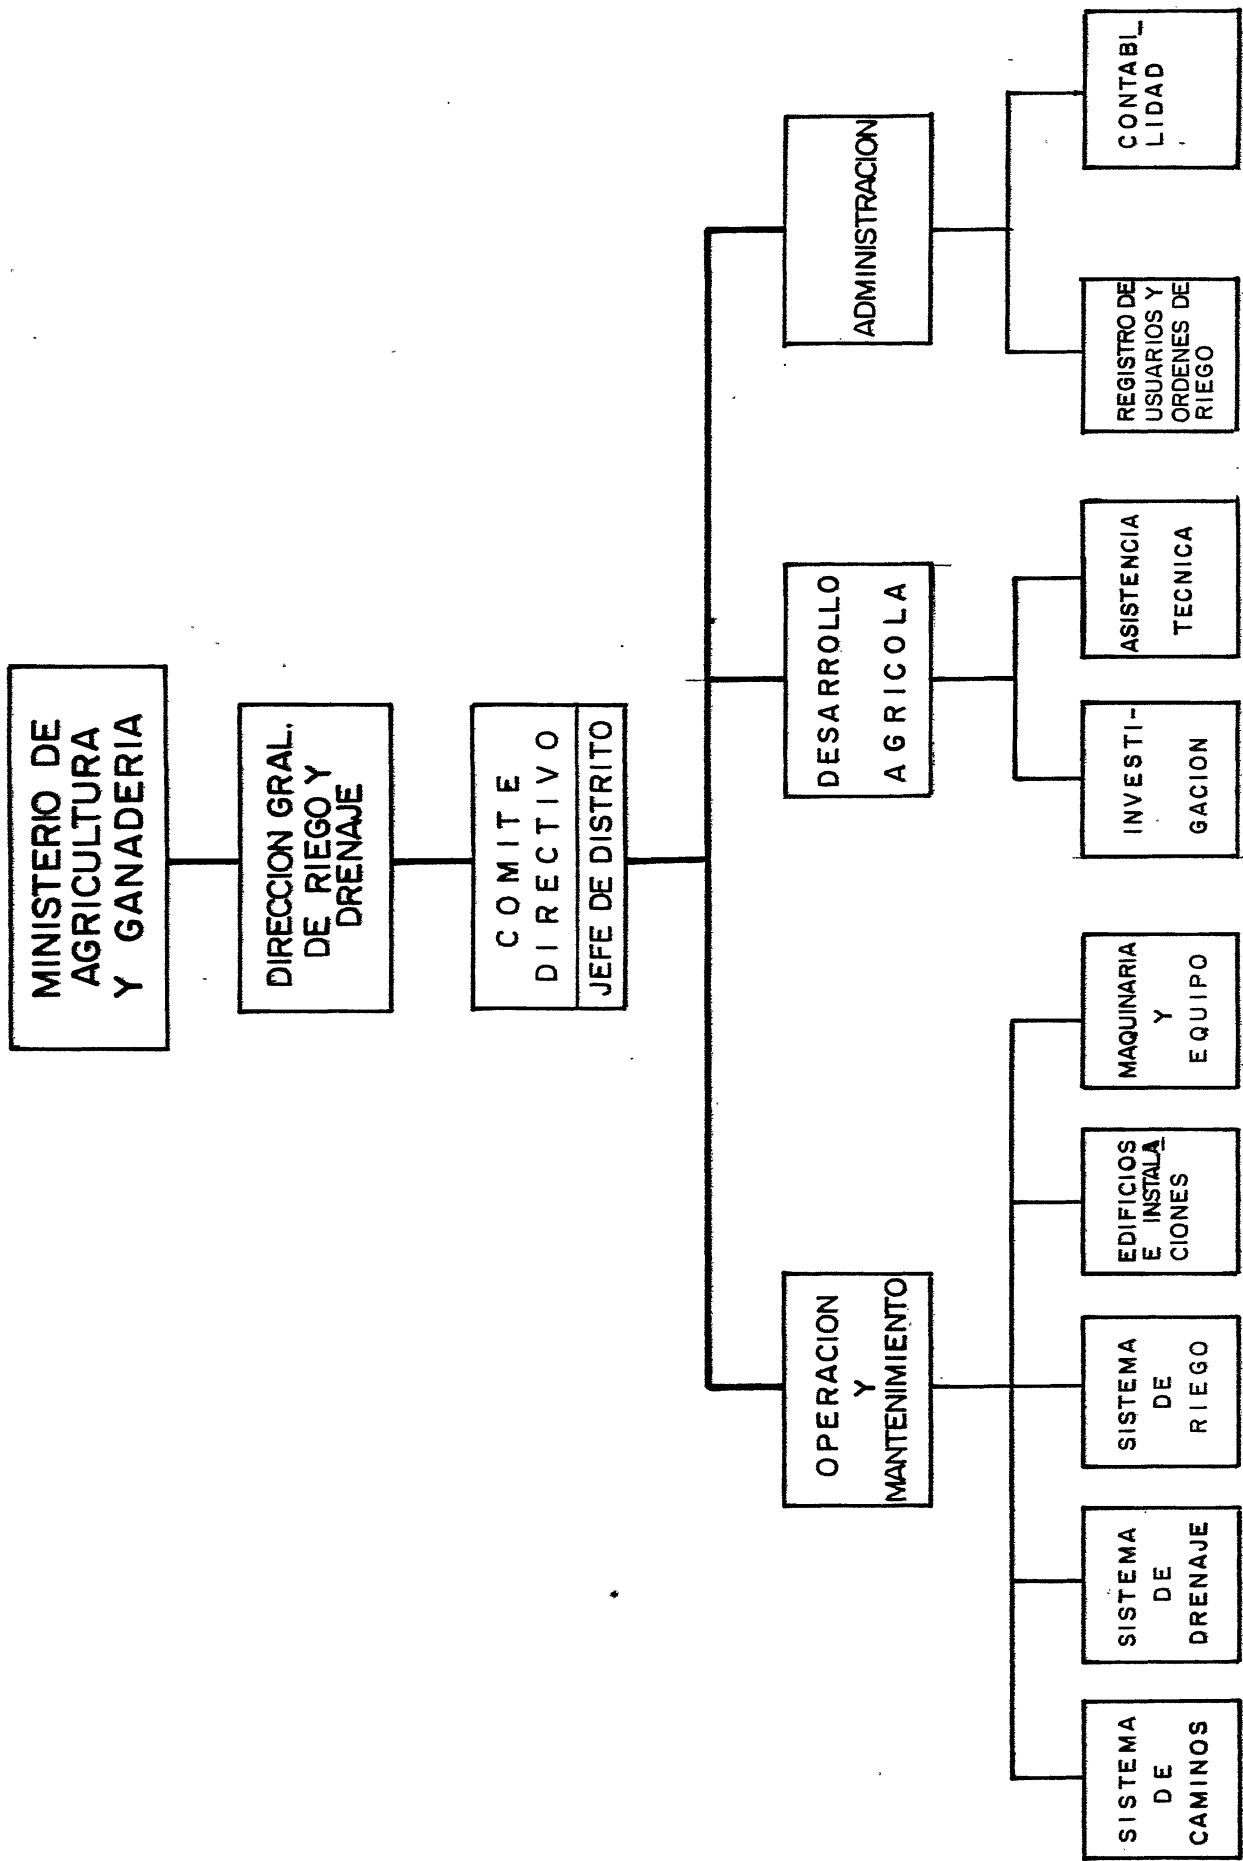 MINISTERIO DE
AGRICULTURA
Y GANADERIA
DIRECCION GRAL.
DE RIEGO Y
DRENAJE
COMITE
DIRECTIVO
JEFE DE DISTRITO
OPERACION
Y
MANTENIMIENTO
DESARROLLO
AGRICOLA
ADMINISTRACION
SISTEMA
DE
CAMINOS
SISTEMA
DE
DRENAJE
SISTEMA
DE
RIEGO
EDIFICIOS
E INSTALA_
CIONES
MAQUINARIA
Y
EQUIPO
INVESTI-
GACION
ASISTENCIA
TECNICA
REGISTRO DE
USUARIOS Y
ORDENES DE
RIEGO
CONTABI_
LIDAD